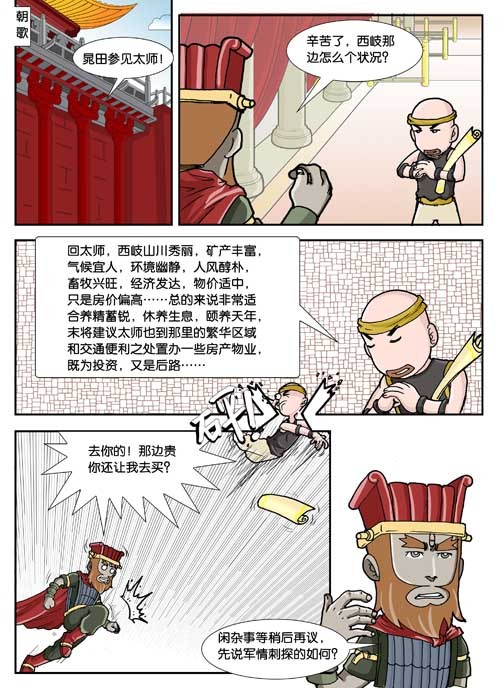 朝歌
晁田参见太师！
辛苦了，西岐那
边怎么个状况？
回太师，西岐山川秀丽，矿产丰富，
气候宜人，环境幽静，人风醇朴，
畜牧兴旺，经济发达，物价适中，
只是房价偏高……总的来说非常适
合养精蓄锐，休养生息，颐养天年，
末将建议太师也到那里的繁华区域
和交通便利之处置办一些房产物业，
既为投资，又是后路……
去你的！那边贵
你还让我去买？
闲杂事等稍后再议，
先说军情刺探的如何？